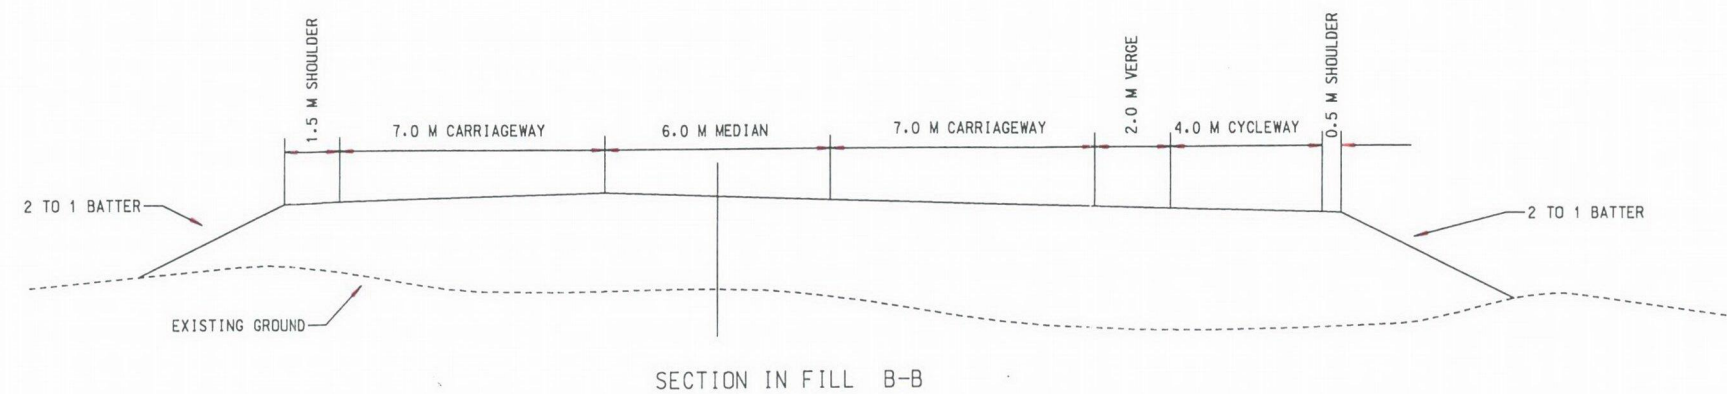 1.5 M SHOULDER
7.0 M CARRIAGEWAY
6.0 M MEDIAN
7.0 M CARRIAGEWAY
2.0 M VERGE
4.0 M CYCLEWAY
0.5 M SHOULDER
2 TO 1 BATTER
2 TO 1 BATTER
EXISTING GROUND
SECTION IN FILL B-B